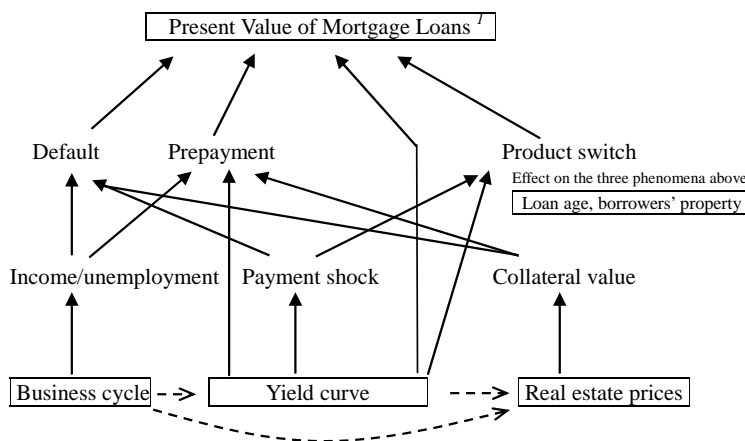 Present Value of Mortgage Loans 1
Default Prepayment Product switch
Effect on the three phenomena above
Loan age, borrowers' property
Income/unemployment Payment shock Collateral value
Business cycle Yield curve Real estate prices